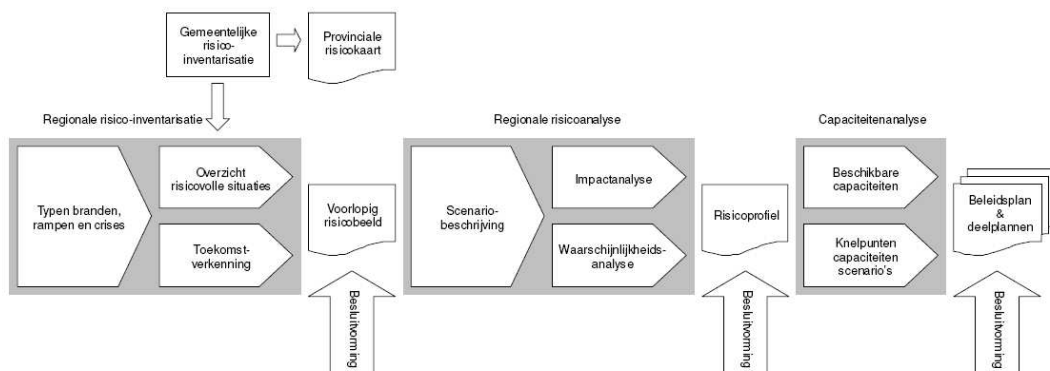 Gemeentelijke
risico-
inventarisatie
Provinciale
risicokaart
Regionale risico-inventarisatie
Regionale risicoanalyse
Capaciteitenanalyse
Typen branden,
rampen en crises
Overzicht
risicovolle situaties
Toekomst-
verkenning
Voorlopig
risicobeeld
Scenario-
beschrijving
Impactanalyse
Waarschijnlijkheids-
analyse
Risicoprofiel
Beschikbare
capaciteiten
Knelpunten
capaciteiten
scenario's
Beleidsplan
&
deelplannen
Besluitvorming
Besluitvorming
Besluitvorming